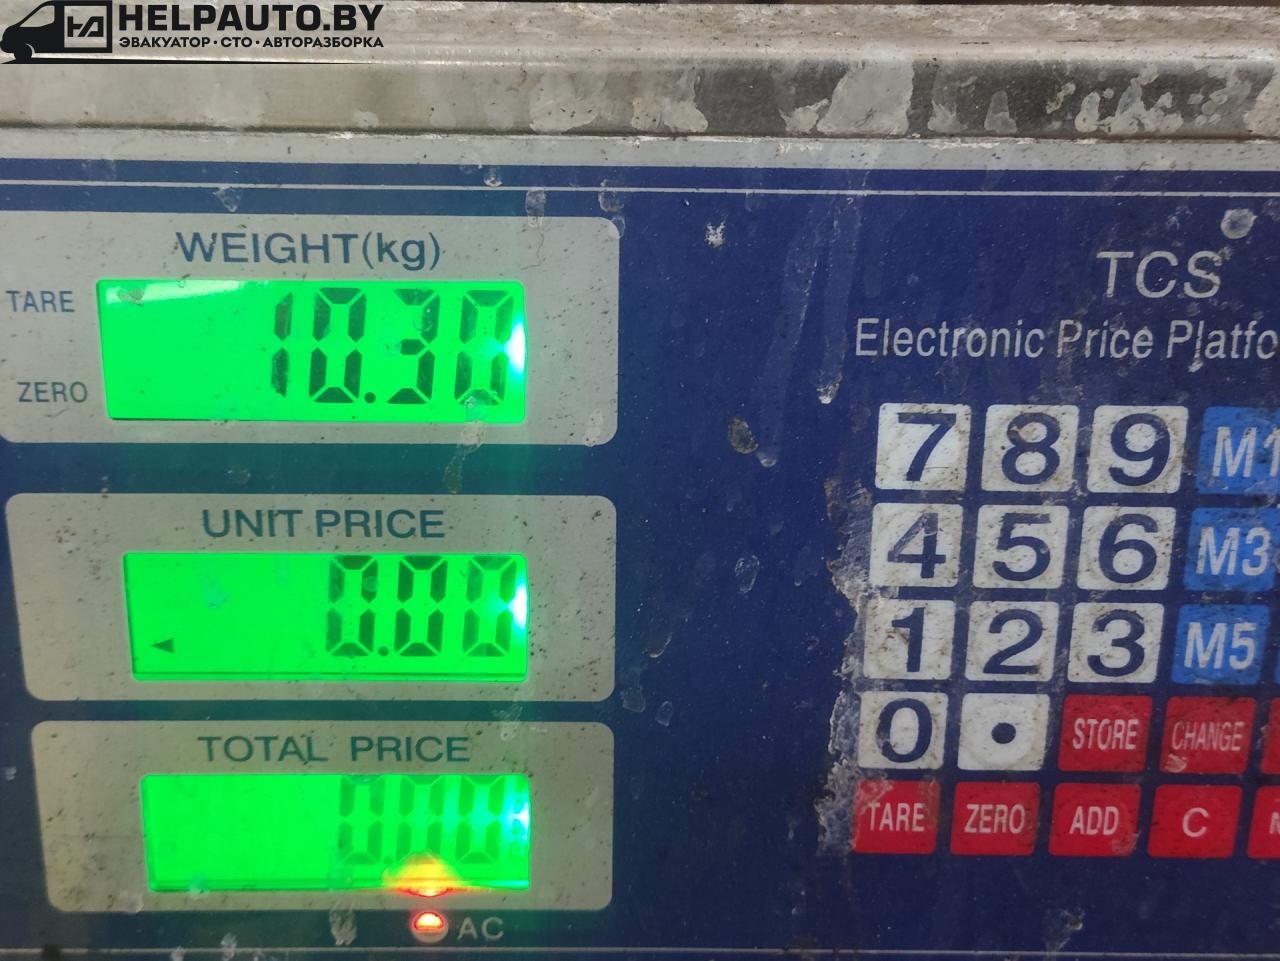 HELPAUTO.BY
ЭВАКУАТОР·СТО·АВТОРАЗБОРКА
WEIGHT(kg)
TARE
10.30
ZERO
UNIT PRICE
0.00
TOTAL PRICE
0.00
AC
TCS
Electronic Price Platfo
7 8 9 M1
4 5 6 M3
1 2 3 M5
0 • STORE CHANGE
TARE ZERO ADD C